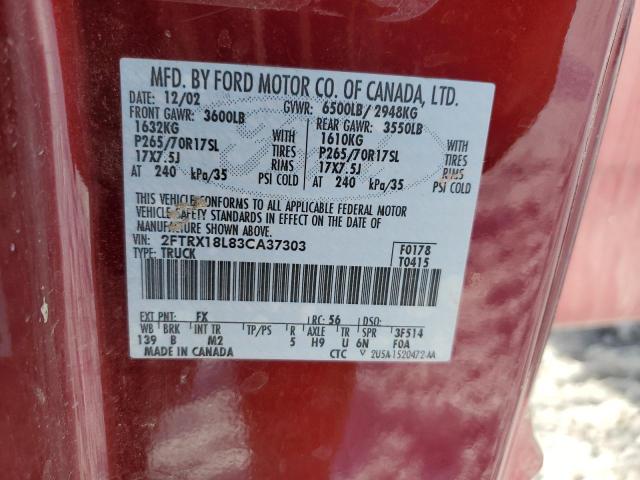 MFD. BY FORD MOTOR CO. OF CANADA, LTD.
DATE: 12/02 GVWR: 6500LB/ 2948KG
FRONT GAWR: 3600LB REAR GAWR: 3550LB
1632KG WITH 1610KG WITH
P265/70R17SL TIRES P265/70R17SL TIRES
17X7.5J RIMS 17X7.5J RIMS
AT 240 kPa/35 PSI COLD AT 240 kPa/35 PSI COLD
THIS VEHICLE CONFORMS TO ALL APPLICABLE FEDERAL MOTOR
VEHICLE SAFETY STANDARDS IN EFFECT ON THE DATE OF
MANUFACTURE SHOWN ABOVE.
VIN: 2FTRX18L83CA37303 F0178
TYPE: TRUCK T0415
EXT PNT: FX RC: 56 DSO:
WB BRK INT TR TP/PS R AXLE TR SPR 3F514
139 B M2 5 H9 U 6N F0A
MADE IN CANADA CTC V 2U5A-1520472-AA